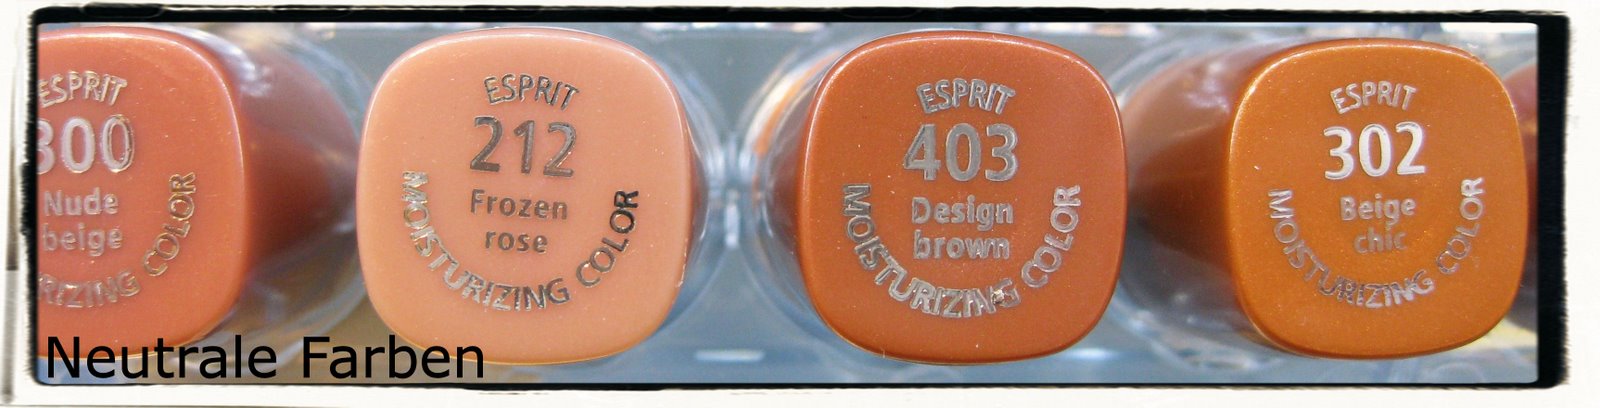 ESPRIT
300
Nude
beige
RIZING COLOR
ESPRIT
212
Frozen
rose
MOISTURIZING COLOR
ESPRIT
403
Design
brown
MOISTURIZING COLOR
ESPRIT
302
Beige
chic
MOISTURIZING COLOR
Neutrale Farben